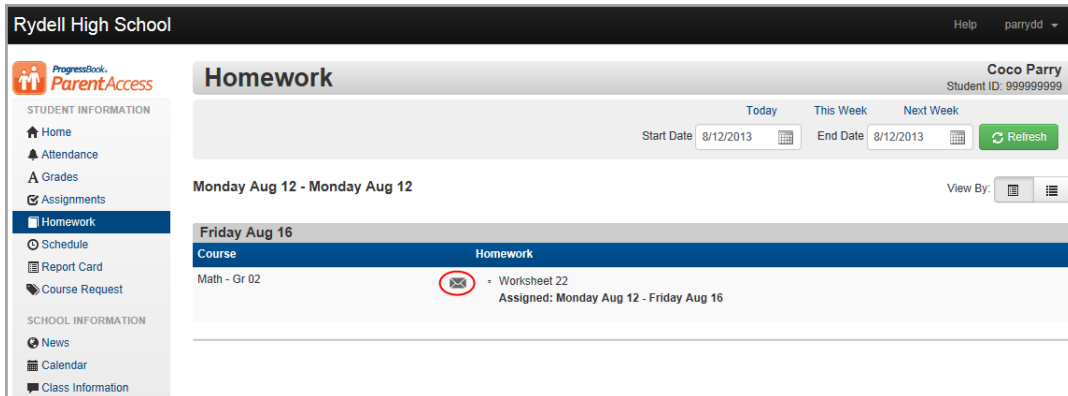 Rydell High School
Help parrydd
ProgressBook.
ParentAccess
STUDENT INFORMATION
Home
Attendance
Grades
Assignments
Homework
Schedule
Report Card
Course Request
SCHOOL INFORMATION
News
Calendar
Class Information
Homework
Coco Parry
Student ID: 999999999
Today This Week Next Week
Start Date 8/12/2013 End Date 8/12/2013 Refresh
Monday Aug 12 - Monday Aug 12
View By:
Friday Aug 16
Course Homework
Math - Gr 02
Worksheet 22
Assigned: Monday Aug 12 - Friday Aug 16